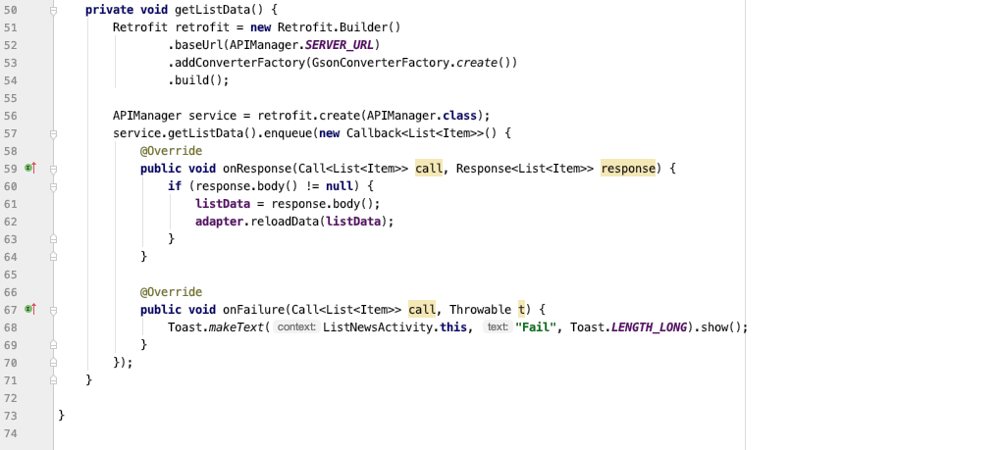 50 private void getListData() {
51 Retrofit retrofit = new Retrofit.Builder()
52 .baseUrl(APIManager.SERVER_URL)
53 .addConverterFactory(GsonConverterFactory.create())
54 .build();
55
56 APIManager service = retrofit.create(APIManager.class);
57 service.getListData().enqueue(new Callback<List<Item>>() {
58 @Override
59 public void onResponse(Call<List<Item>> call, Response<List<Item>> response) {
60 if (response.body() != null) {
61 listData = response.body();
62 adapter.reloadData(listData);
63 }
64 }
65
66 @Override
67 public void onFailure(Call<List<Item>> call, Throwable t) {
68 Toast.makeText( context: ListNewsActivity.this, text: "Fail", Toast.LENGTH_LONG).show();
69 }
70 });
71 }
72
73 }
74